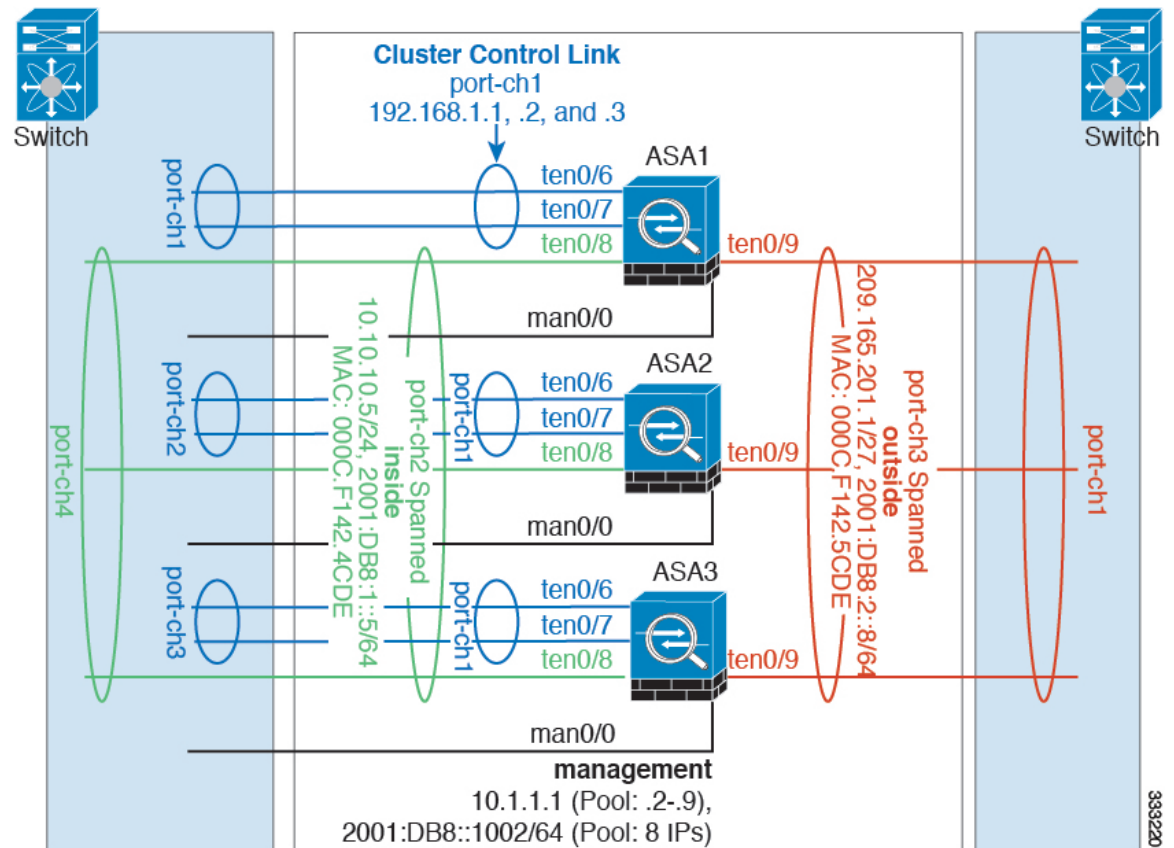 Switch
Switch
Cluster Control Link
port-ch1
192.168.1.1, .2, and .3
port-ch1
ten0/6
ten0/7
ten0/8
ASA1
ten0/9
man0/0
port-ch2
port-ch1
ten0/6
ten0/7
ten0/8
ASA2
ten0/9
man0/0
port-ch3
port-ch1
ten0/6
ten0/7
ten0/8
ASA3
ten0/9
man0/0
port-ch4
port-ch2 Spanned
inside
10.10.10.5/24, 2001:DB8:1::5/64
MAC: 000C.F142.4CDE
port-ch3 Spanned
outside
209.165.201.1/27, 2001:DB8:2::8/64
MAC: 000C.F142.5CDE
port-ch1
management
10.1.1.1 (Pool: .2-.9),
2001:DB8::1002/64 (Pool: 8 IPs)
333220